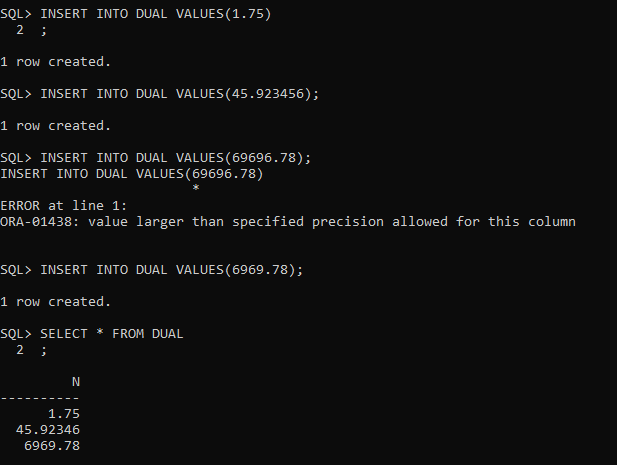 SQL> INSERT INTO DUAL VALUES(1.75)
  2  ;
1 row created.
SQL> INSERT INTO DUAL VALUES(45.923456);
1 row created.
SQL> INSERT INTO DUAL VALUES(69696.78);
INSERT INTO DUAL VALUES(69696.78)
                        *
ERROR at line 1:
ORA-01438: value larger than specified precision allowed for this column
SQL> INSERT INTO DUAL VALUES(6969.78);
1 row created.
SQL> SELECT * FROM DUAL
  2  ;
         N
----------
      1.75
  45.92346
   6969.78